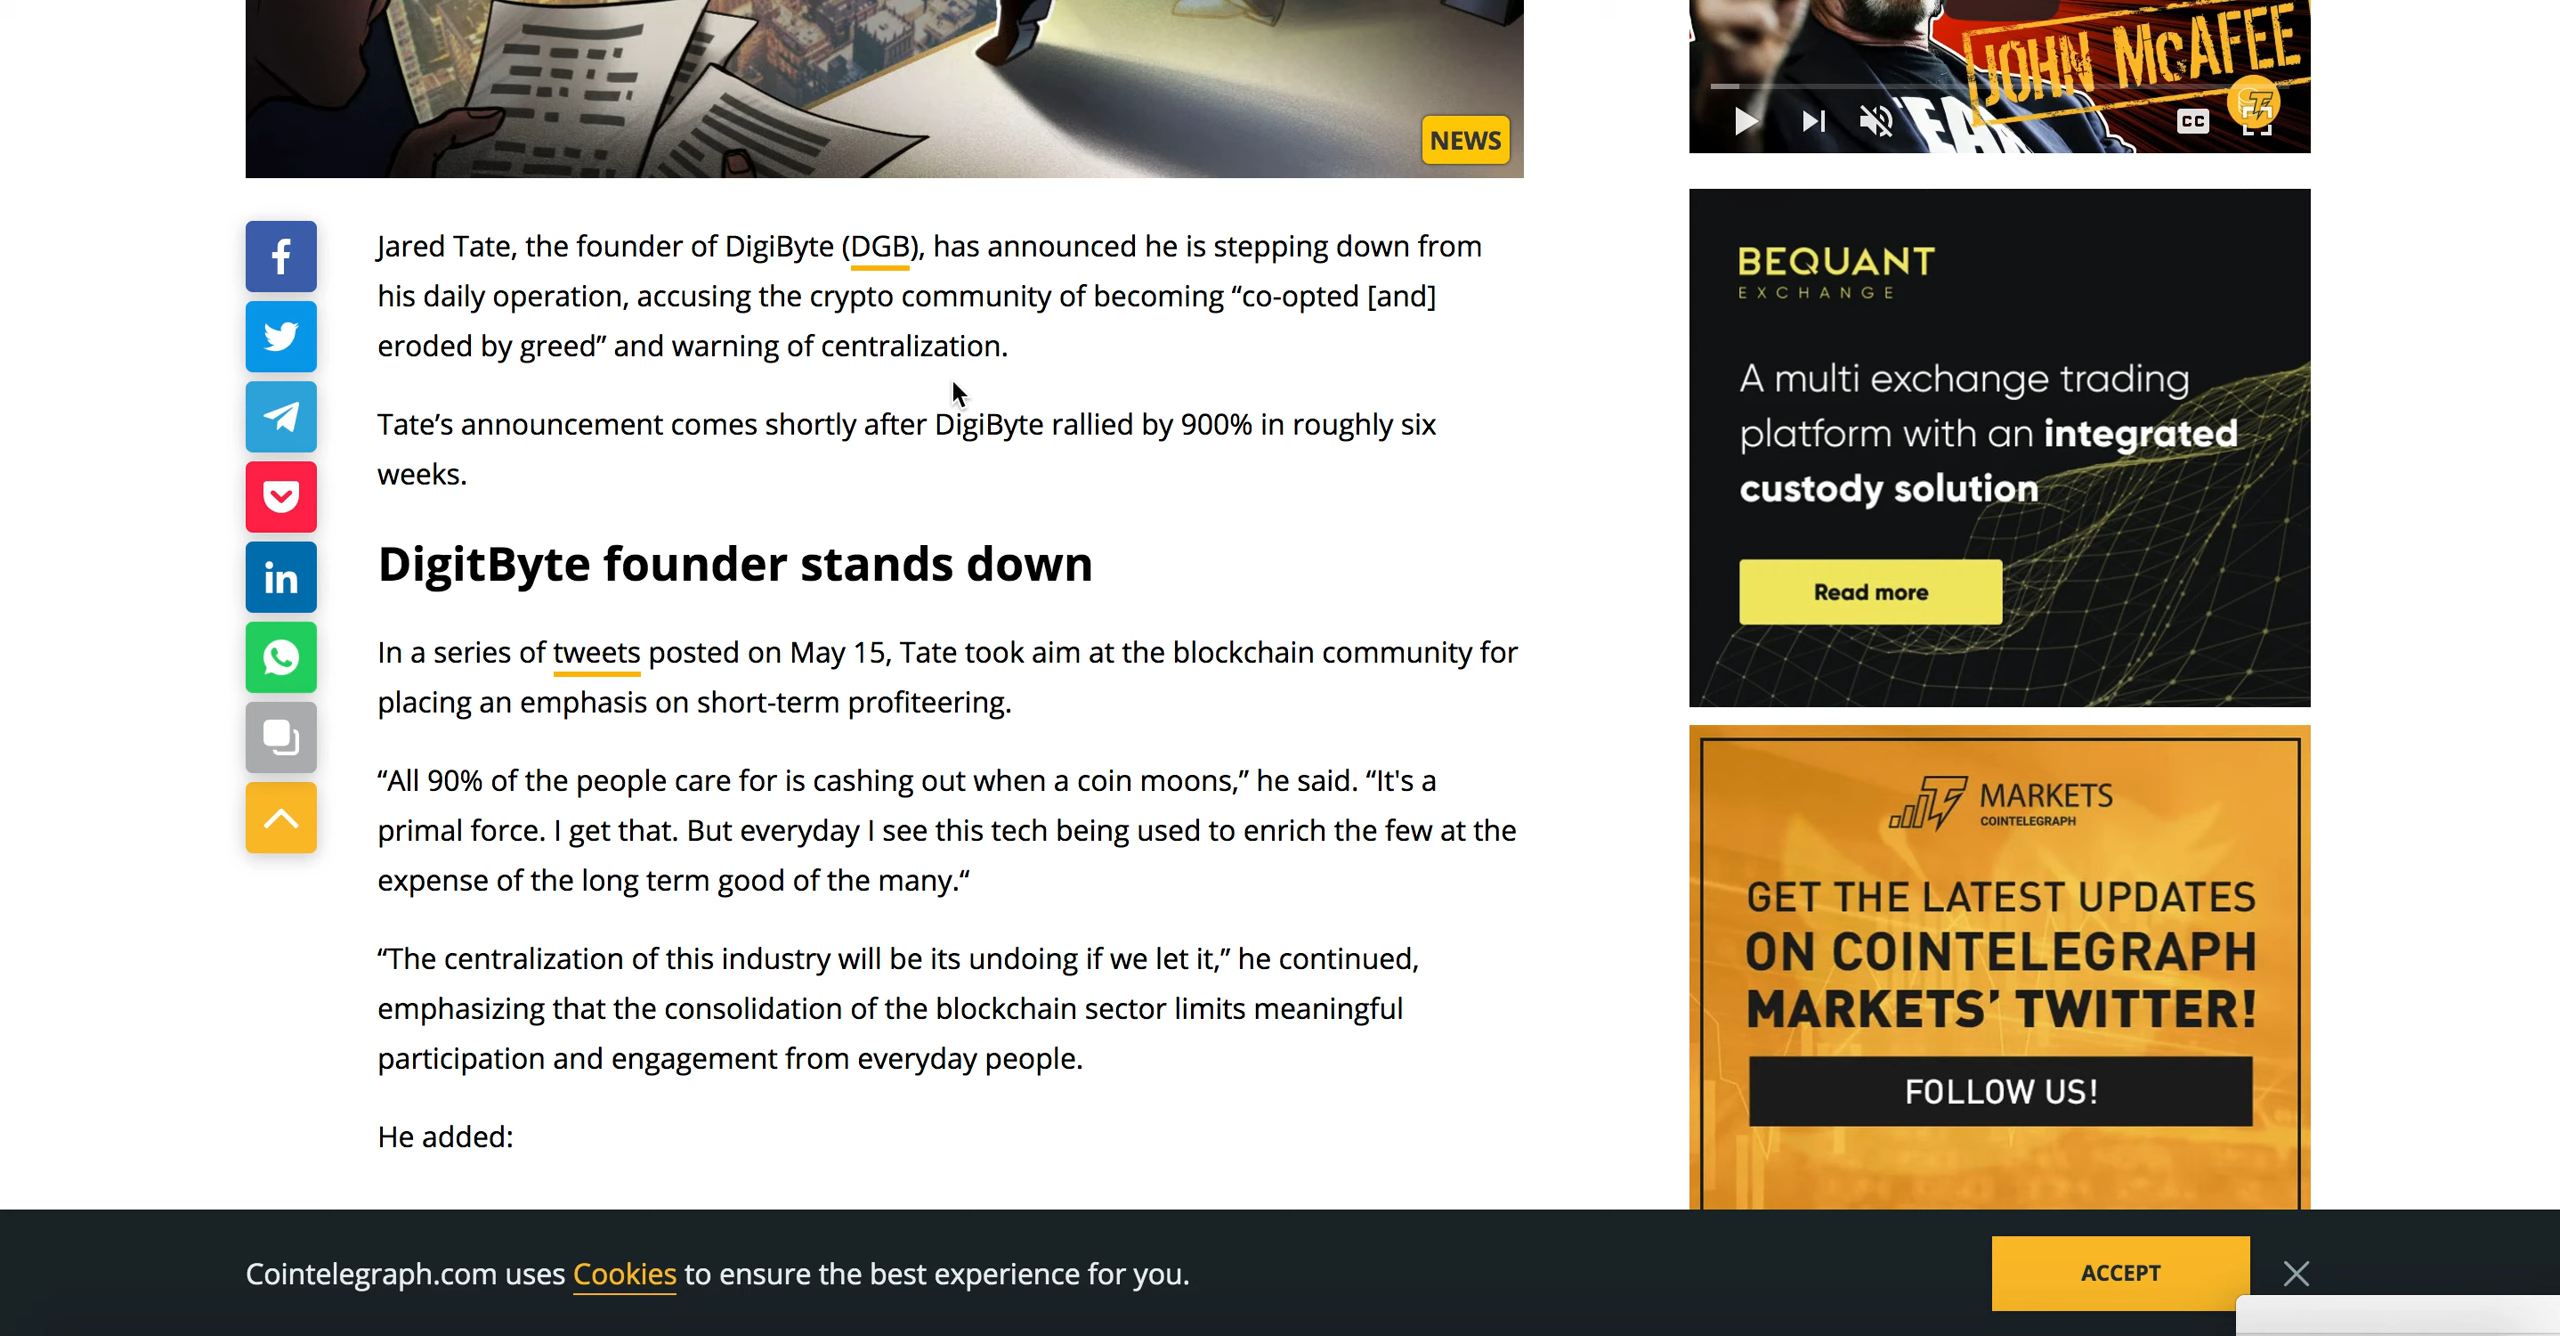 NEWS
JOHN McAFEE
CC
Jared Tate, the founder of DigiByte (DGB), has announced he is stepping down from
his daily operation, accusing the crypto community of becoming “co-opted [and]
eroded by greed” and warning of centralization.
Tate’s announcement comes shortly after DigiByte rallied by 900% in roughly six
weeks.
DigitByte founder stands down
In a series of tweets posted on May 15, Tate took aim at the blockchain community for
placing an emphasis on short-term profiteering.
“All 90% of the people care for is cashing out when a coin moons,” he said. “It's a
primal force. I get that. But everyday I see this tech being used to enrich the few at the
expense of the long term good of the many.“
“The centralization of this industry will be its undoing if we let it,” he continued,
emphasizing that the consolidation of the blockchain sector limits meaningful
participation and engagement from everyday people.
He added:
BEQUANT
EXCHANGE
A multi exchange trading
platform with an integrated
custody solution
Read more
MARKETS
COINTELEGRAPH
GET THE LATEST UPDATES
ON COINTELEGRAPH
MARKETS’ TWITTER!
FOLLOW US!
Cointelegraph.com uses Cookies to ensure the best experience for you.
ACCEPT